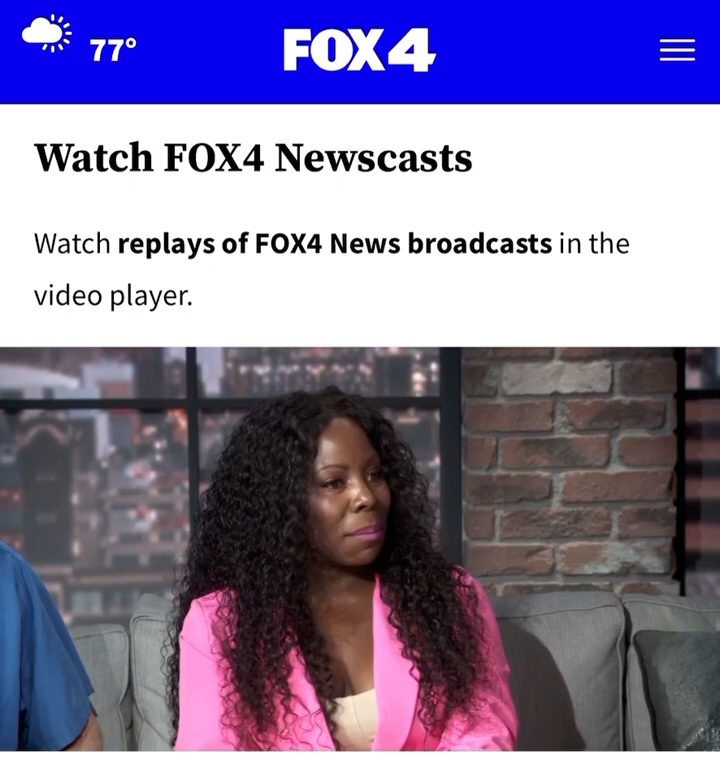 77°
FOX4
Watch FOX4 Newscasts
Watch replays of FOX4 News broadcasts in the
video player.